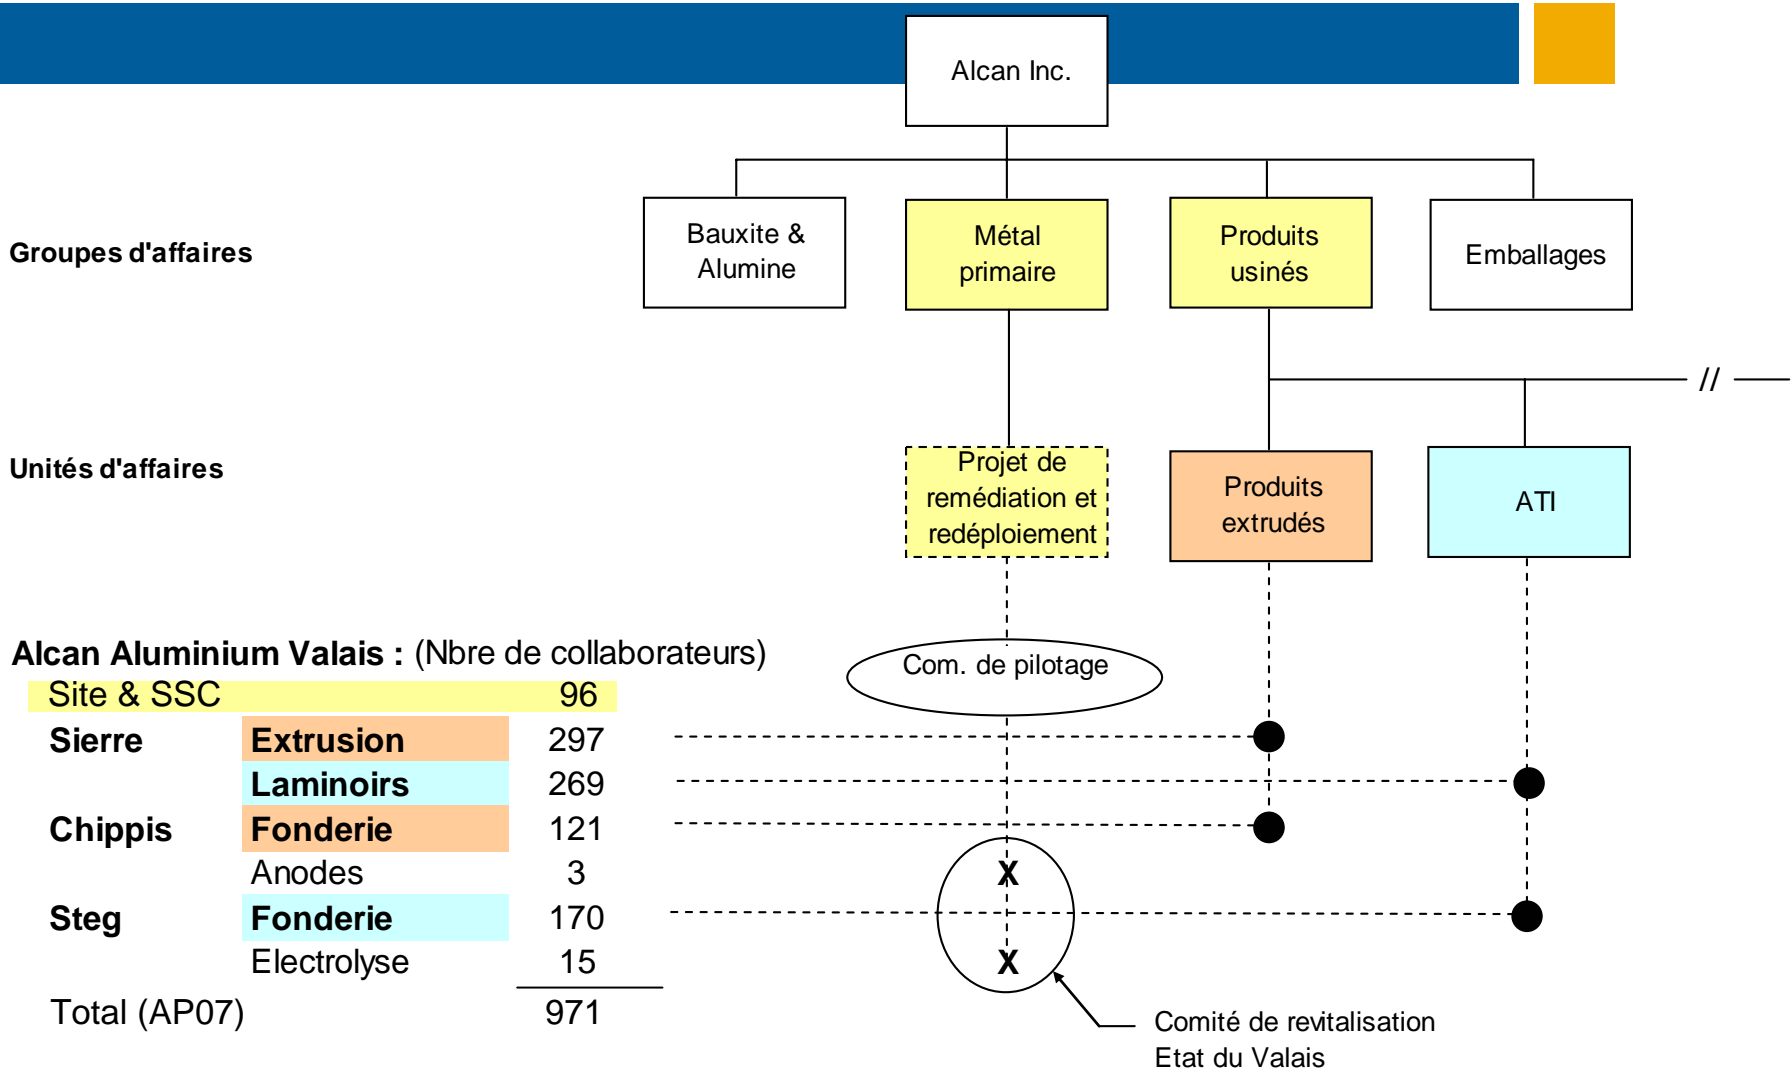 Alcan Inc.
Groupes d'affaires
Bauxite &
Alumine
Métal
primaire
Produits
usinés
Emballages
//
Unités d'affaires
Projet de
remédiation et
redéploiement
Produits
extrudés
ATI
Alcan Aluminium Valais : (Nbre de collaborateurs)
Com. de pilotage
Site & SSC 96
Sierre Extrusion 297
Laminoirs 269
Chippis Fonderie 121
Anodes 3
X
Steg Fonderie 170
Electrolyse 15
X
Total (AP07) 971
Comité de revitalisation
Etat du Valais